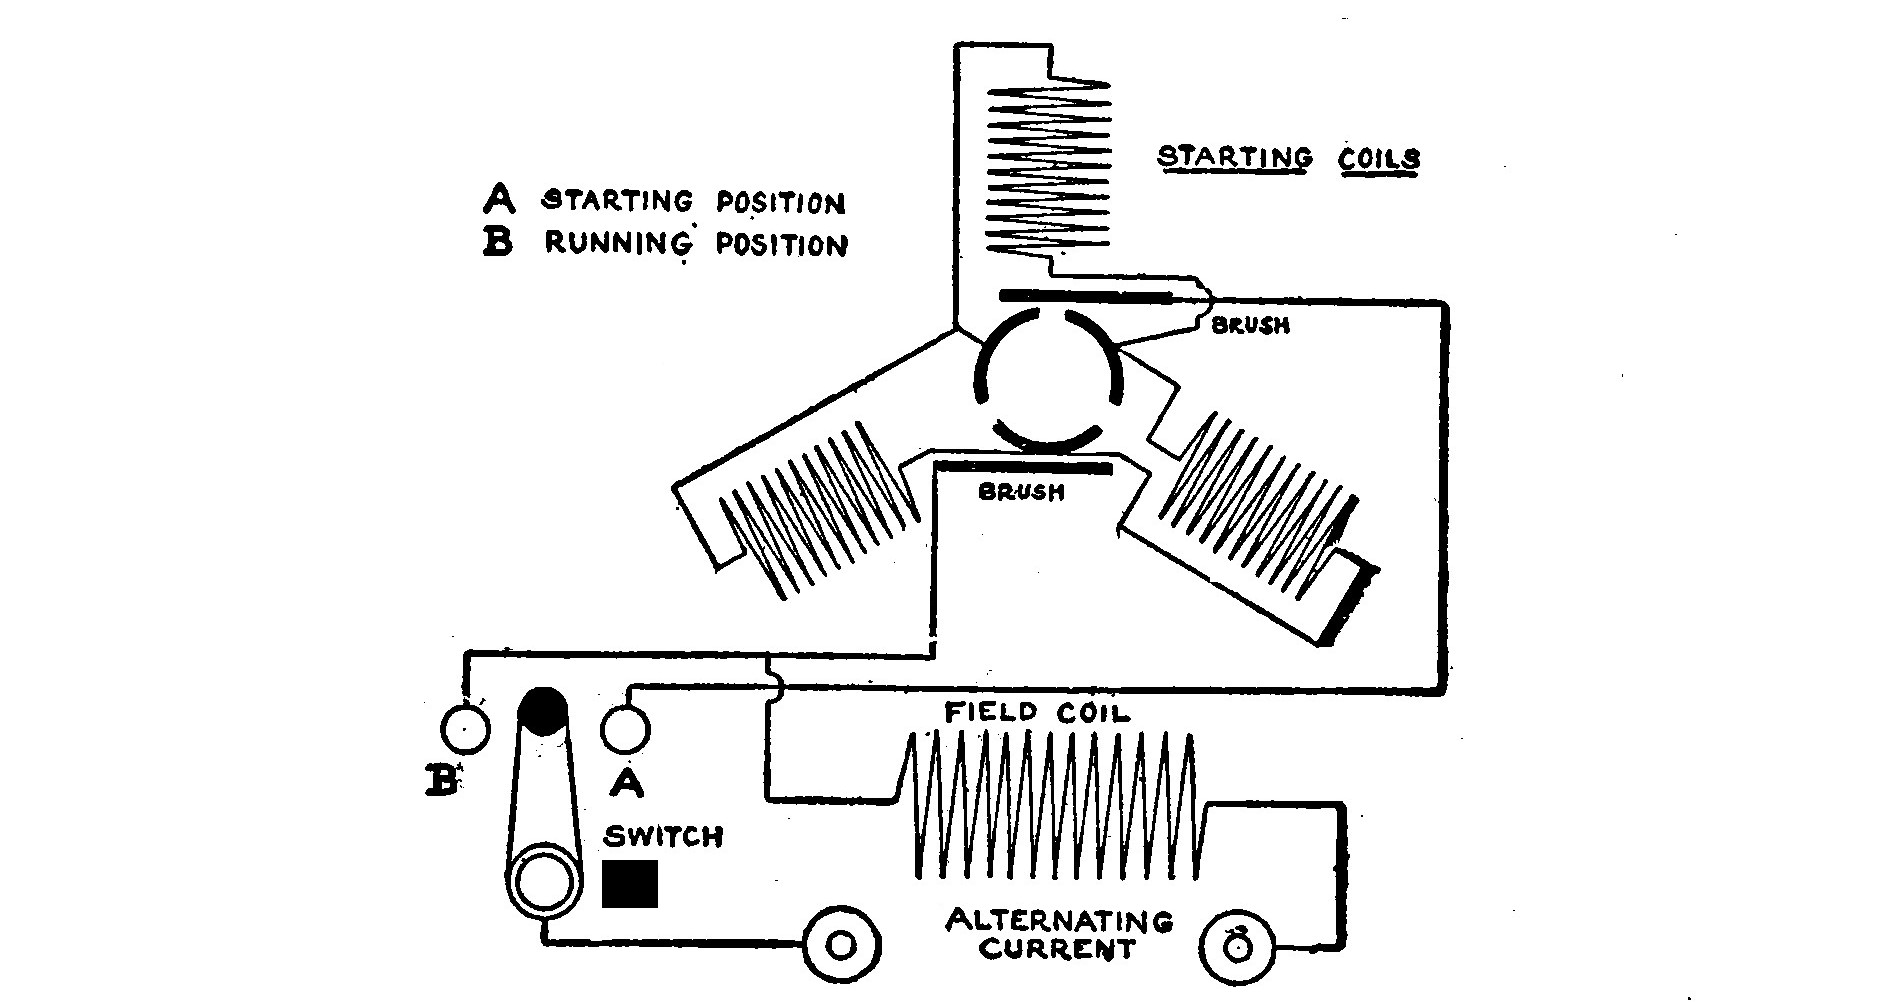 STARTING COILS
A STARTING POSITION
B RUNNING POSITION
BRUSH
BRUSH
FIELD COIL
B
A
SWITCH
ALTERNATING
CURRENT